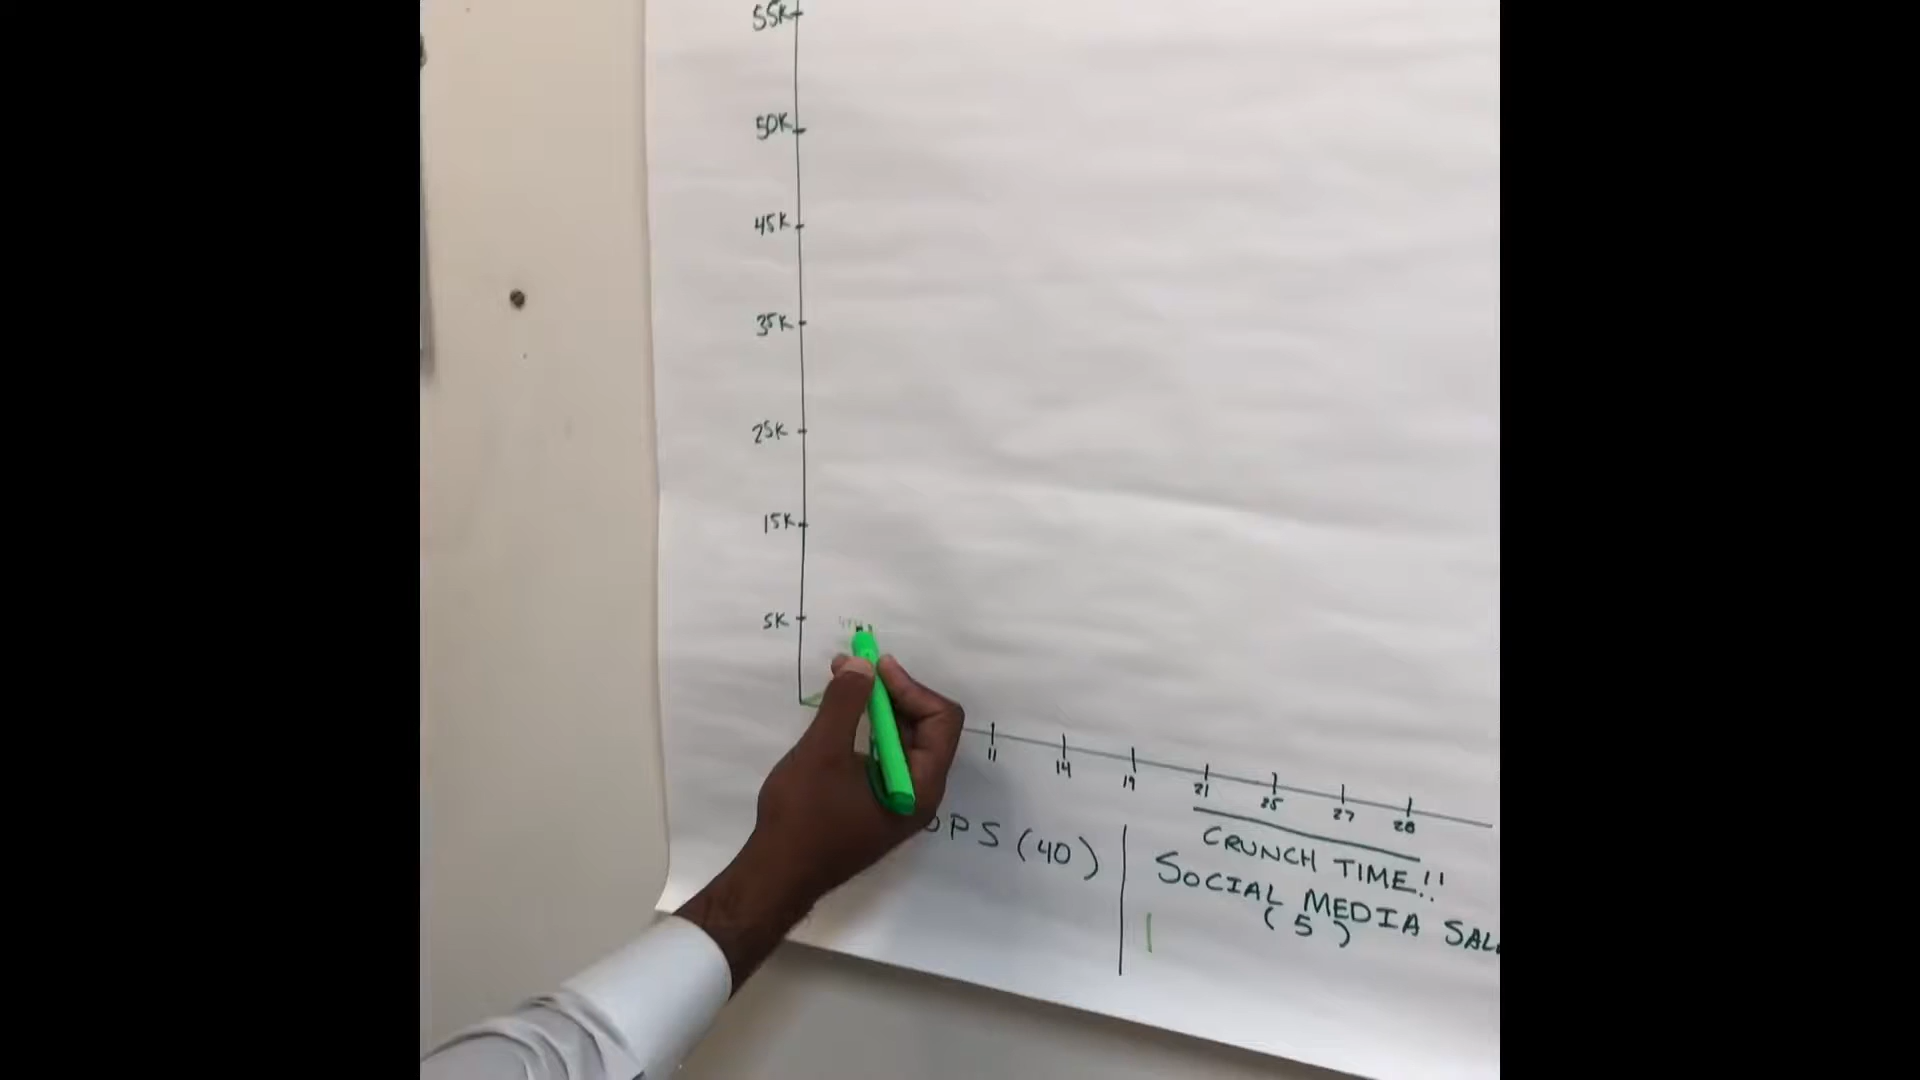 55K
50K
45K
35K
25K
15K
5K
11 14 19 21 25 27 28
CRUNCH TIME!!
OPS (40)
SOCIAL MEDIA
(5)